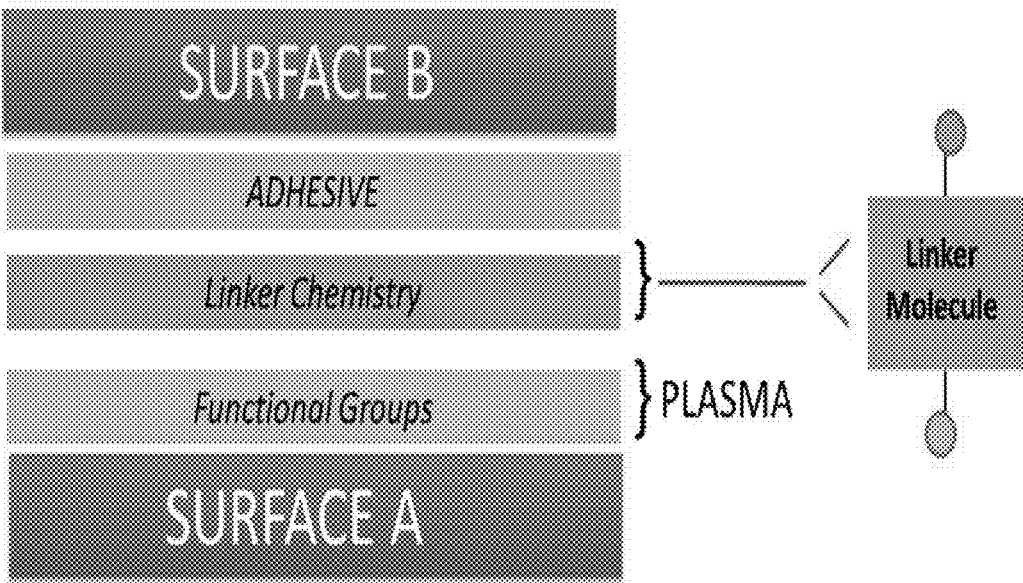 SURFACE B
ADHESIVE
Linker Chemistry
Linker
Molecule
Functional Groups
PLASMA
SURFACE A